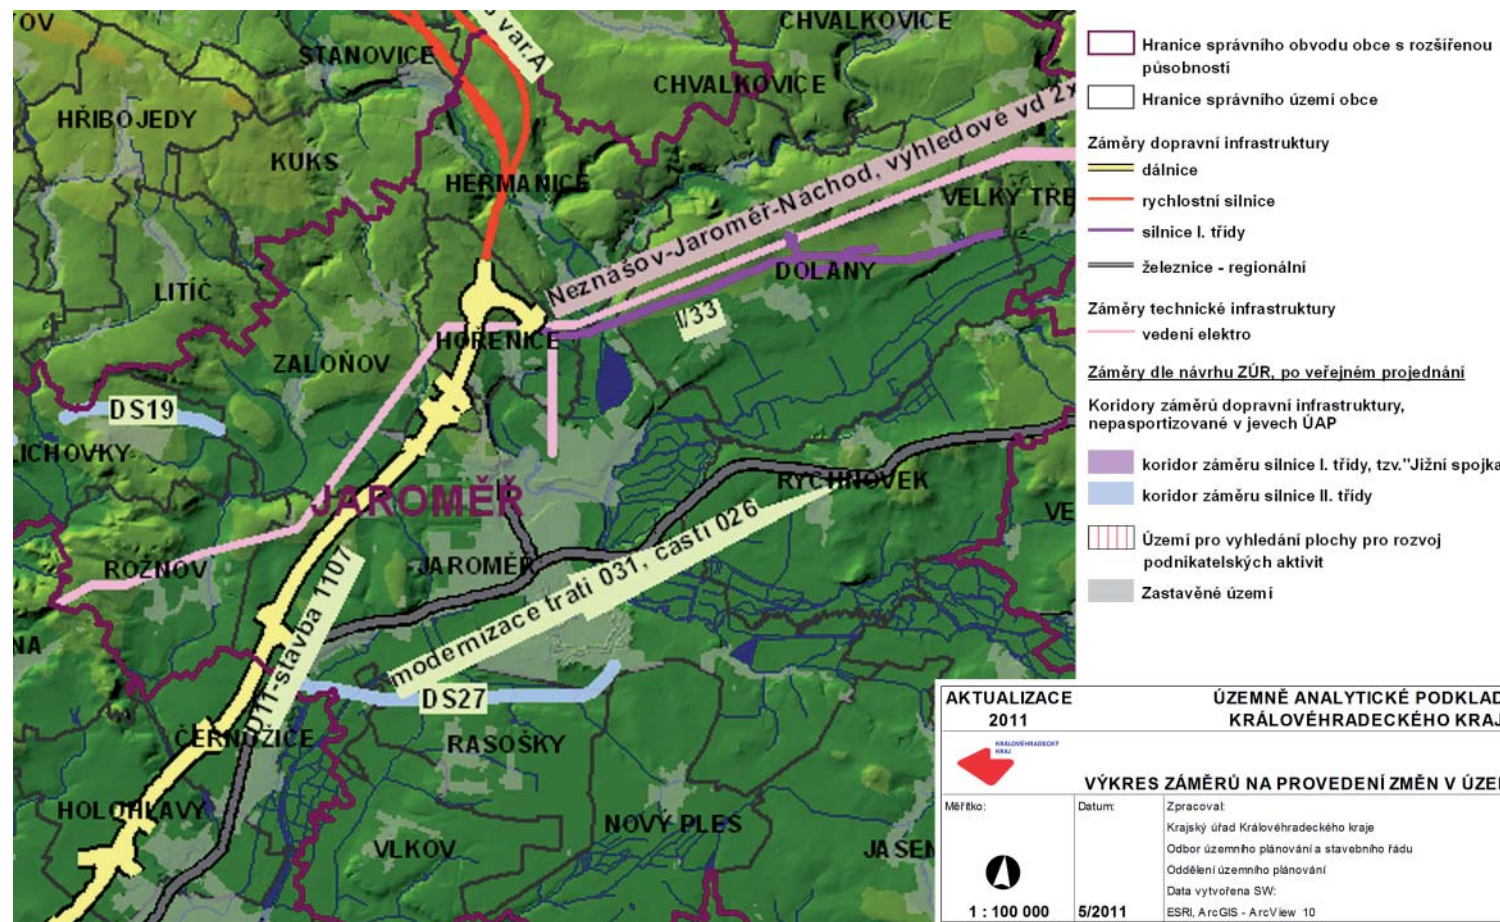 OV
STANOVICE
var.A
CHVALKOVICE
CHVALKOVICE
HŘIBOJEDY
KUKS
HEŘMANICE
Neznášov-Jaroměř-Náchod, výhledově vd 2x
VELKÝ TŘE
DOLANY
LITÍČ
I/33
HOŘENICE
ZALOŇOV
DS19
LICHOVKY
RYCHNOVEK
JAROMĚŘ
VE
ROŽNOV
JAROMĚŘ
modernizace trati 031, části 026
D11-stavba 1107
NA
DS27
ČERNOŽICE
RASOŠKY
HOLOHLAVY
NOVÝ PLES
VLKOV
JASEN
Hranice správního obvodu obce s rozšířenou
působností
Hranice správního území obce
Záměry dopravní infrastruktury
dálnice
rychlostní silnice
silnice I. třídy
železnice - regionální
Záměry technické infrastruktury
vedení elektro
Záměry dle návrhu ZÚR, po veřejném projednání
Koridory záměrů dopravní infrastruktury,
nepasportizované v jevech ÚAP
koridor záměru silnice I. třídy, tzv."Jižní spojka
koridor záměru silnice II. třídy
Území pro vyhledání plochy pro rozvoj
podnikatelských aktivit
Zastavěné území
AKTUALIZACE
2011
ÚZEMNĚ ANALYTICKÉ PODKLAD
KRÁLOVÉHRADECKÉHO KRAJ
KRÁLOVÉHRADECKÝ
KRAJ
VÝKRES ZÁMĚRŮ NA PROVEDENÍ ZMĚN V ÚZE
Měřítko:
Datum:
Zpracoval:
Krajský úřad Královéhradeckého kraje
Odbor územního plánování a stavebního řádu
Oddělení územního plánování
Data vytvořena SW:
1 : 100 000
5/2011
ESRI, ArcGIS - ArcView 10